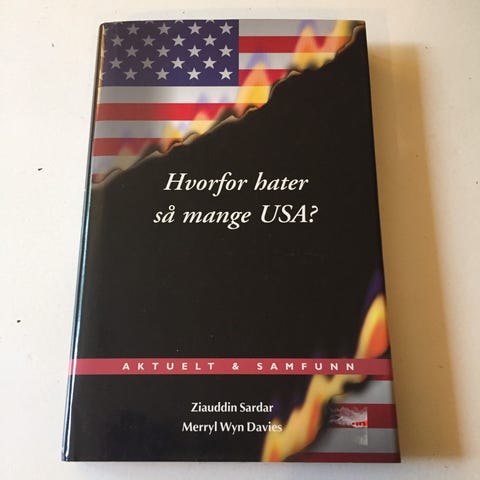 Hvorfor hater
så mange USA?
AKTUELT & SAMFUNN
Ziauddin Sardar
Merryl Wyn Davies